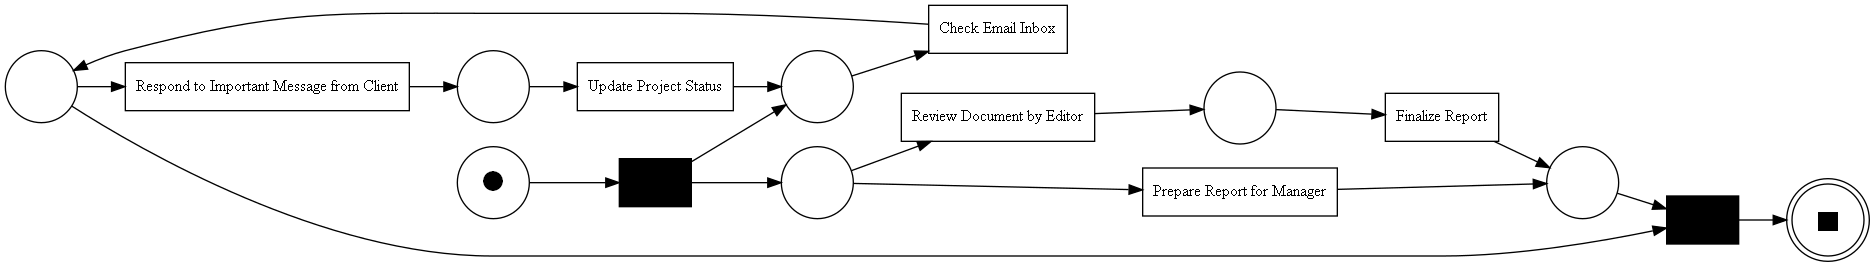 Check Email Inbox
Respond to Important Message from Client
Update Project Status
Review Document by Editor
Finalize Report
Prepare Report for Manager